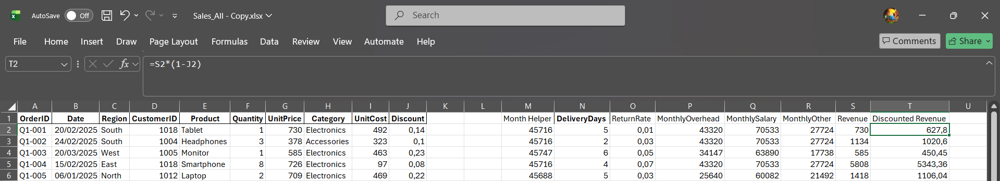 AutoSave Off Sales_All - Copy.xlsx Search
File Home Insert Draw Page Layout Formulas Data Review View Automate Help Comments Share
T2 fx =S2*(1-J2)
A B C D E F G H I J K L M N O P Q R S T U
1 OrderID Date Region CustomerID Product Quantity UnitPrice Category UnitCost Discount Month Helper DeliveryDays ReturnRate MonthlyOverhead MonthlySalary MonthlyOther Revenue Discounted Revenue
2 Q1-001 20/02/2025 South 1018 Tablet 1 730 Electronics 492 0,14 45716 5 0,01 43320 70533 27724 730 627,8
3 Q1-002 24/02/2025 South 1004 Headphones 3 378 Accessories 323 0,1 45716 2 0,03 43320 70533 27724 1134 1020,6
4 Q1-003 20/03/2025 West 1005 Monitor 1 585 Electronics 463 0,23 45747 6 0,05 34147 63890 17738 585 450,45
5 Q1-004 15/02/2025 East 1018 Smartphone 8 726 Electronics 97 0,08 45716 4 0,07 43320 70533 27724 5808 5343,36
6 Q1-005 06/01/2025 North 1012 Laptop 2 709 Electronics 469 0,22 45688 5 0,03 25640 60082 21492 1418 1106,04